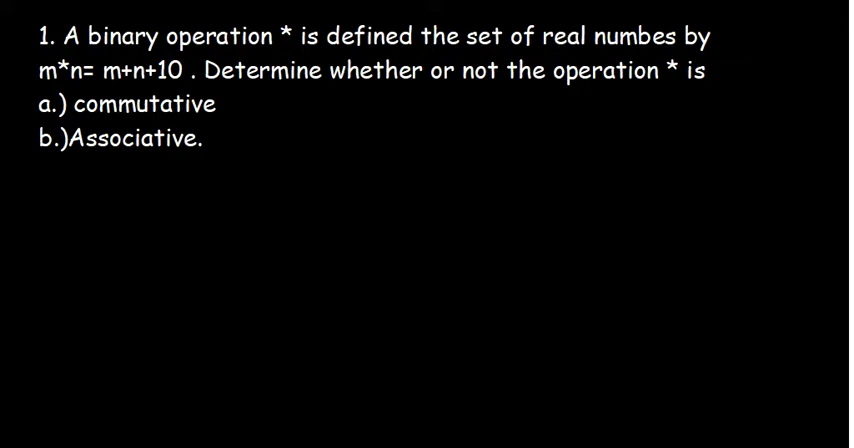 1. A binary operation * is defined the set of real numbes by
m*n= m+n+10 . Determine whether or not the operation * is
a.) commutative
b.)Associative.